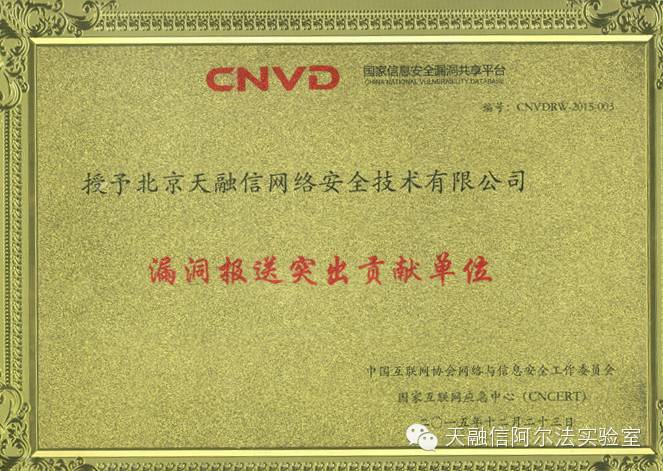 CNVD 国家信息安全漏洞共享平台
CHINA NATIONAL VULNERABILITY DATABASE
编号：CNVDRW-2015-003
授予北京天融信网络安全技术有限公司
漏洞报送突出贡献单位
中国互联网协会网络与信息安全工作委员会
国家互联网应急中心（CNCERT）
二〇一五年十二月二十三日
天融信阿尔法实验室